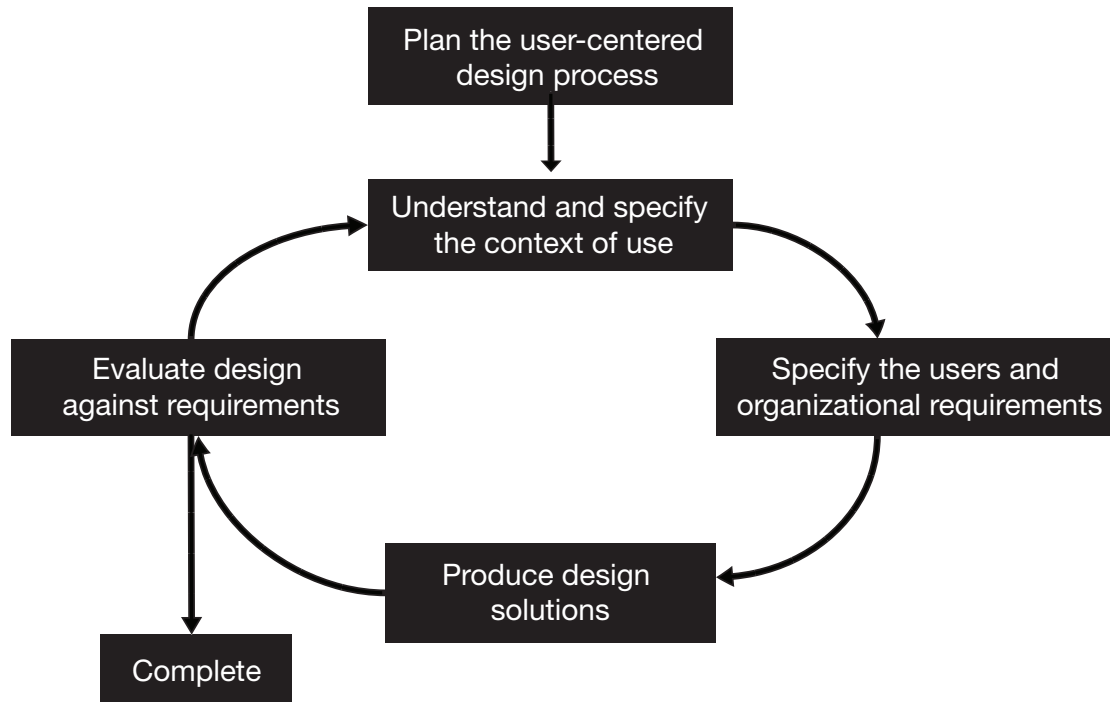 Plan the user-centered
design process
Understand and specify
the context of use
Specify the users and
organizational requirements
Produce design
solutions
Evaluate design
against requirements
Complete